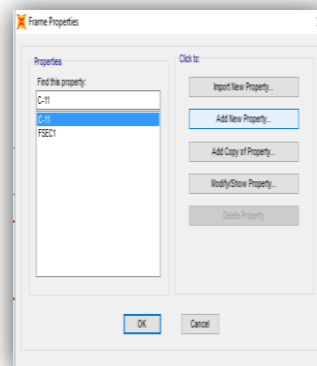 Frame Properties
Properties
Find this property:
C-11
C-11
FSEC1
Click to:
Import New Property...
Add New Property...
Add Copy of Property...
Modify/Show Property...
Delete Property
OK
Cancel